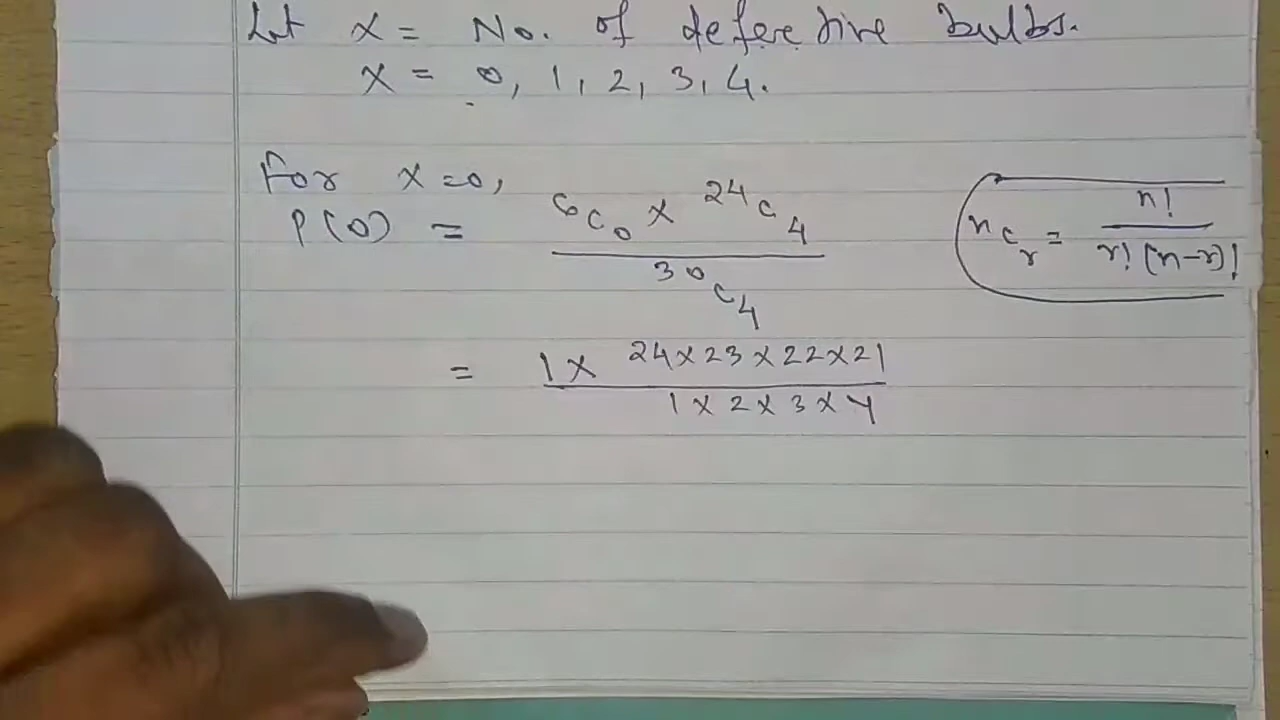 Let x = No. of defective bulbs.
x = 0, 1, 2, 3, 4.
For x=0,
P(0) = ⁶C₀ × ²⁴C₄ / ³⁰C₄
ⁿCᵣ = n! / r! (n-r)!
= 1 × 24×23×22×21 / 1×2×3×4